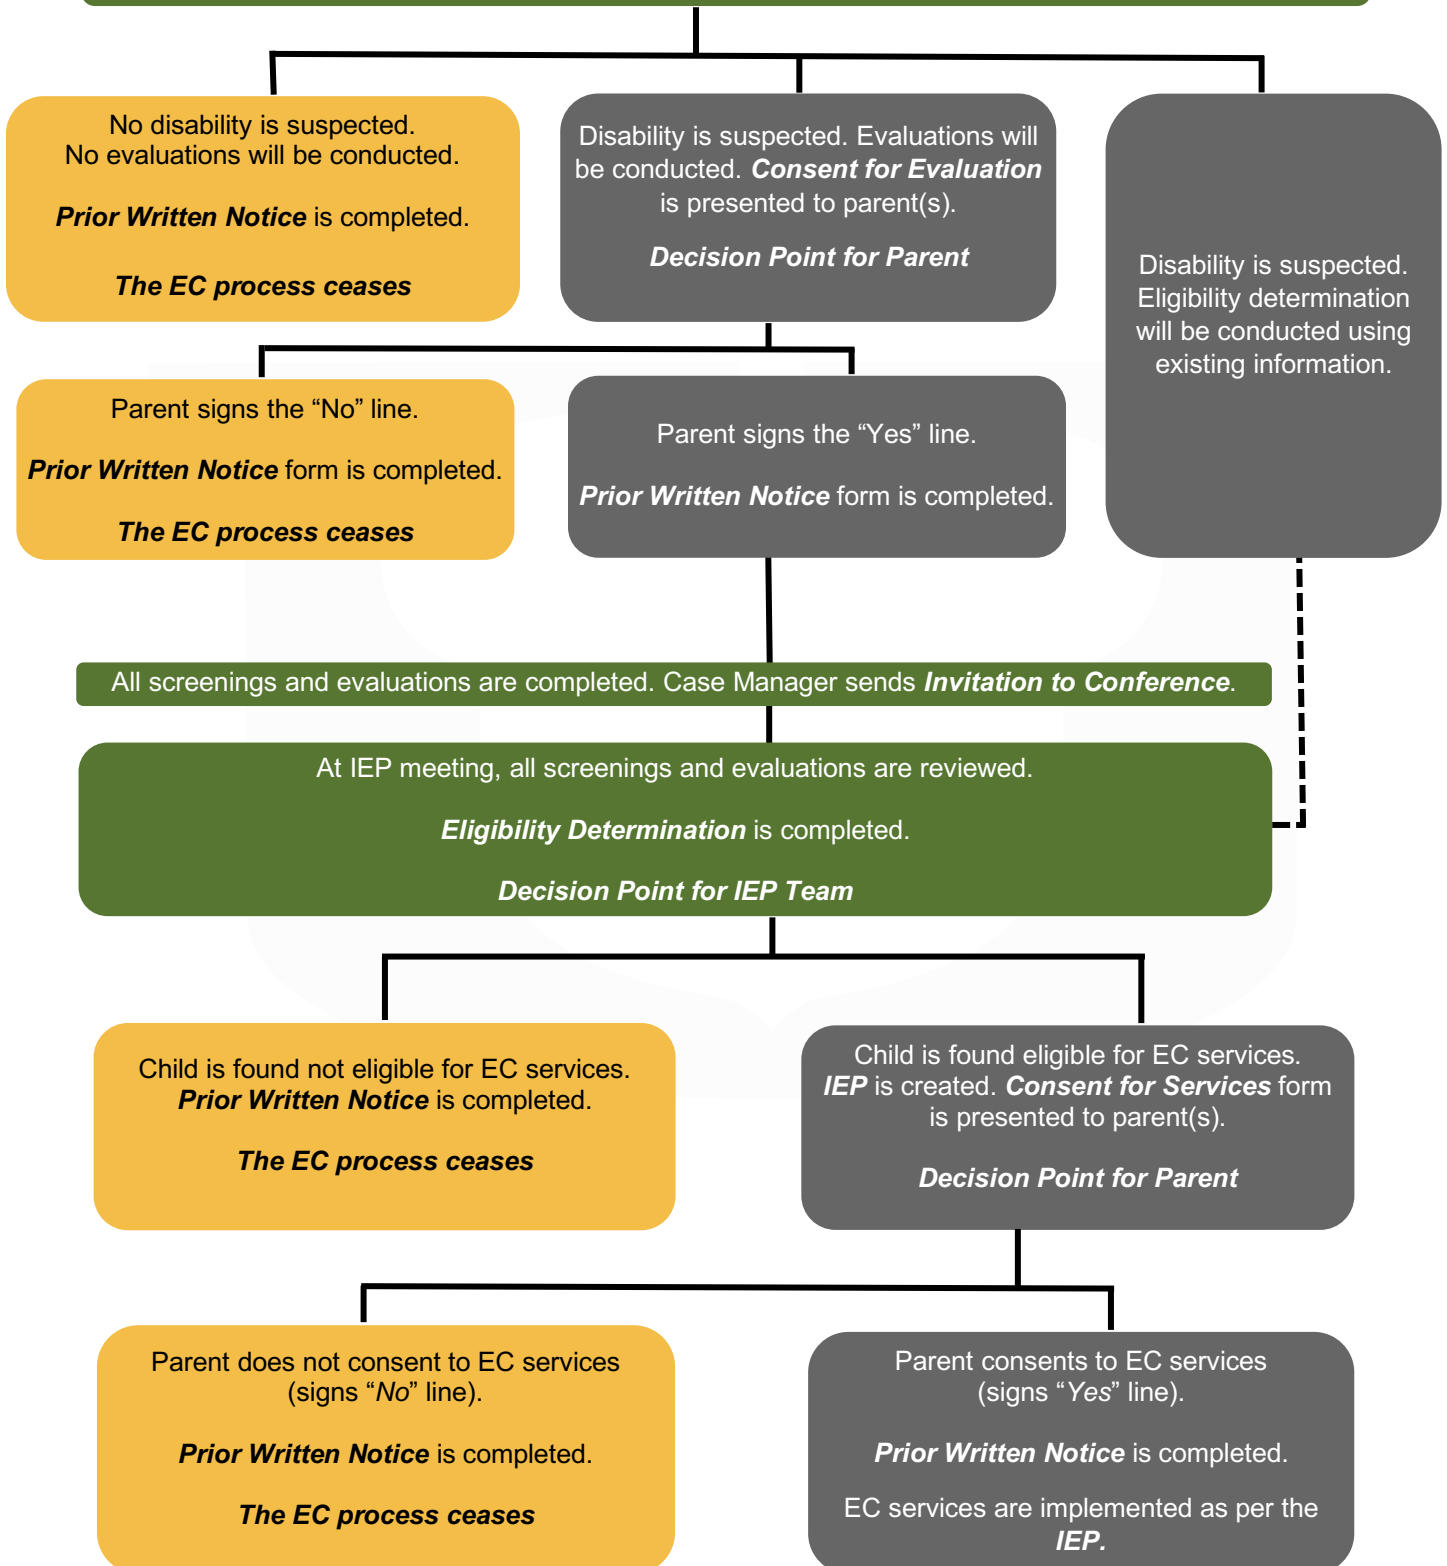 No disability is suspected.
No evaluations will be conducted.
Prior Written Notice is completed.
The EC process ceases
Disability is suspected. Evaluations will
be conducted. Consent for Evaluation
is presented to parent(s).
Decision Point for Parent
Disability is suspected.
Eligibility determination
will be conducted using
existing information.
Parent signs the “No” line.
Prior Written Notice form is completed.
The EC process ceases
Parent signs the “Yes” line.
Prior Written Notice form is completed.
All screenings and evaluations are completed. Case Manager sends Invitation to Conference.
At IEP meeting, all screenings and evaluations are reviewed.
Eligibility Determination is completed.
Decision Point for IEP Team
Child is found not eligible for EC services.
Prior Written Notice is completed.
The EC process ceases
Child is found eligible for EC services.
IEP is created. Consent for Services form
is presented to parent(s).
Decision Point for Parent
Parent does not consent to EC services
(signs “No” line).
Prior Written Notice is completed.
The EC process ceases
Parent consents to EC services
(signs “Yes” line).
Prior Written Notice is completed.
EC services are implemented as per the
IEP.